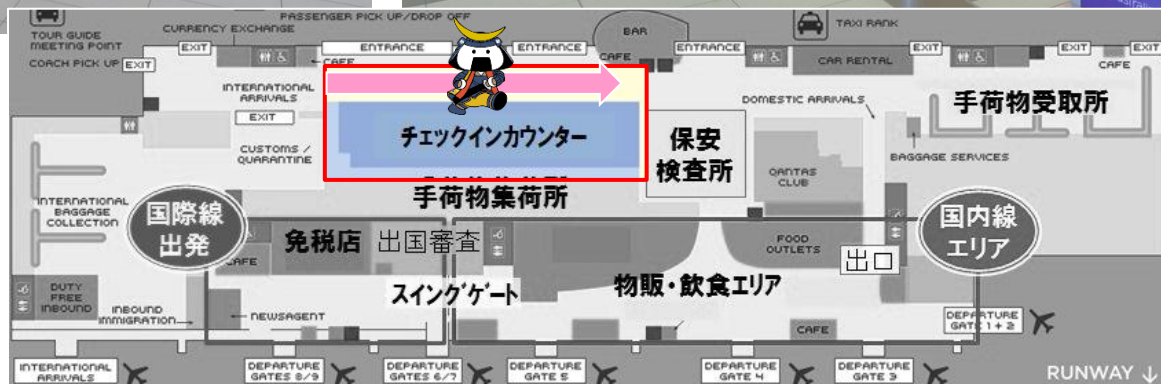 PASSENGER PICK UP/DROP OFF
TOUR GUIDE
MEETING POINT
CURRENCY EXCHANGE
BAR
TAXI RANK
COACH PICK UP
EXIT
EXIT
ENTRANCE
ENTRANCE
ENTRANCE
EXIT
EXIT
EXIT
CAFE
CAFE
CAR RENTAL
CAFE
INTERNATIONAL
ARRIVALS
EXIT
CUSTOMS /
QUARANTINE
チェックインカウンター
保安
検査所
DOMESTIC ARRIVALS
手荷物受取所
BAGGAGE SERVICES
QANTAS
CLUB
手荷物集荷所
INTERNATIONAL
BAGGAGE
COLLECTION
国際線
出発
CAFE
免税店
出国審査
FOOD
OUTLETS
出口
国内線
エリア
スイングゲート
物販・飲食エリア
DUTY
FREE
INBOUND
INBOUND
IMMIGRATION
NEWSAGENT
CAFE
DEPARTURE
GATE 1+2
INTERNATIONAL
ARRIVALS
DEPARTURE
GATES 8/9
DEPARTURE
GATES 6/7
DEPARTURE
GATE 5
DEPARTURE
GATE 4
DEPARTURE
GATE 3
RUNWAY ↓